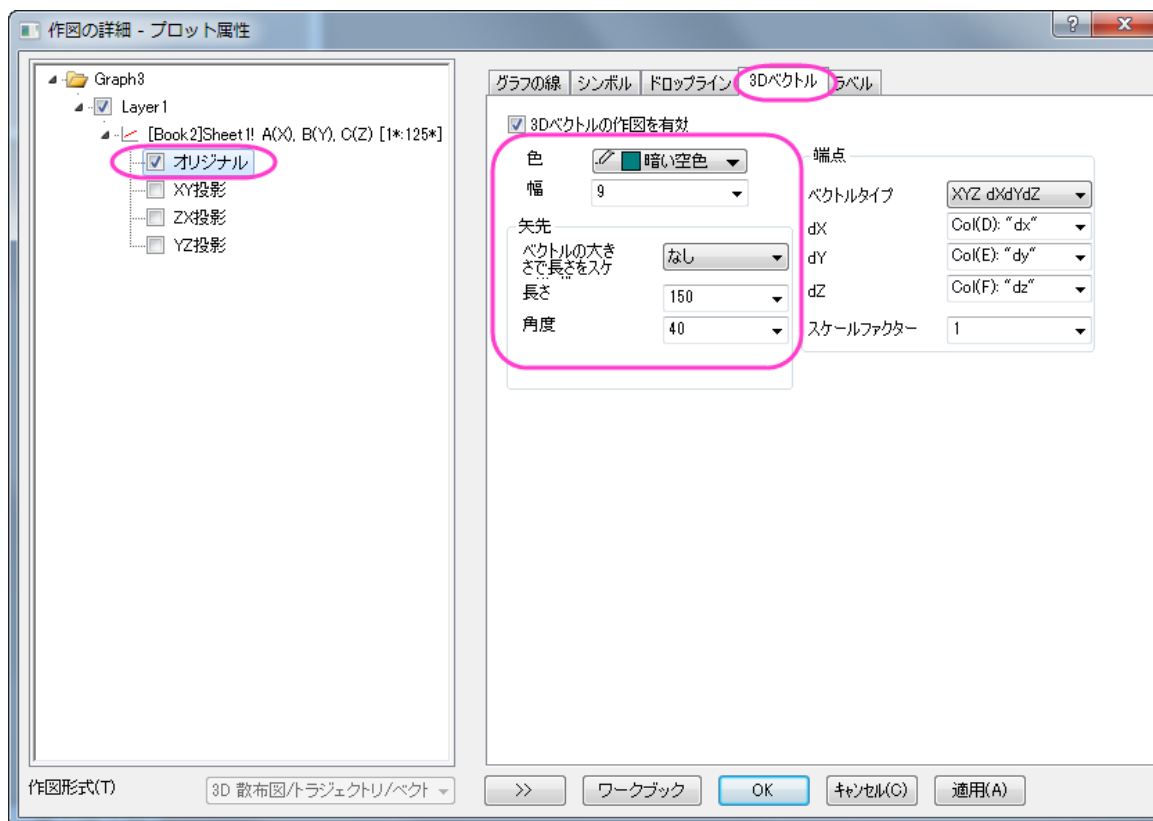 作図の詳細 - プロット属性
Graph3
Layer1
[Book2]Sheet1! A(X), B(Y), C(Z) [1*:125*]
オリジナル
XY投影
ZX投影
YZ投影
グラフの線 シンボル ドロップライン 3Dベクトル ラベル
3Dベクトルの作図を有効
色 暗い空色
幅 9
矢先
ベクトルの大き
さで長さをスケ
なし
長さ 150
角度 40
端点
ベクトルタイプ XYZ dXdYdZ
dX Col(D): "dx"
dY Col(E): "dy"
dZ Col(F): "dz"
スケールファクター 1
作図形式(T) 3D 散布図/トラジェクトリ/ベクト
>> ワークブック OK キャンセル(C) 適用(A)